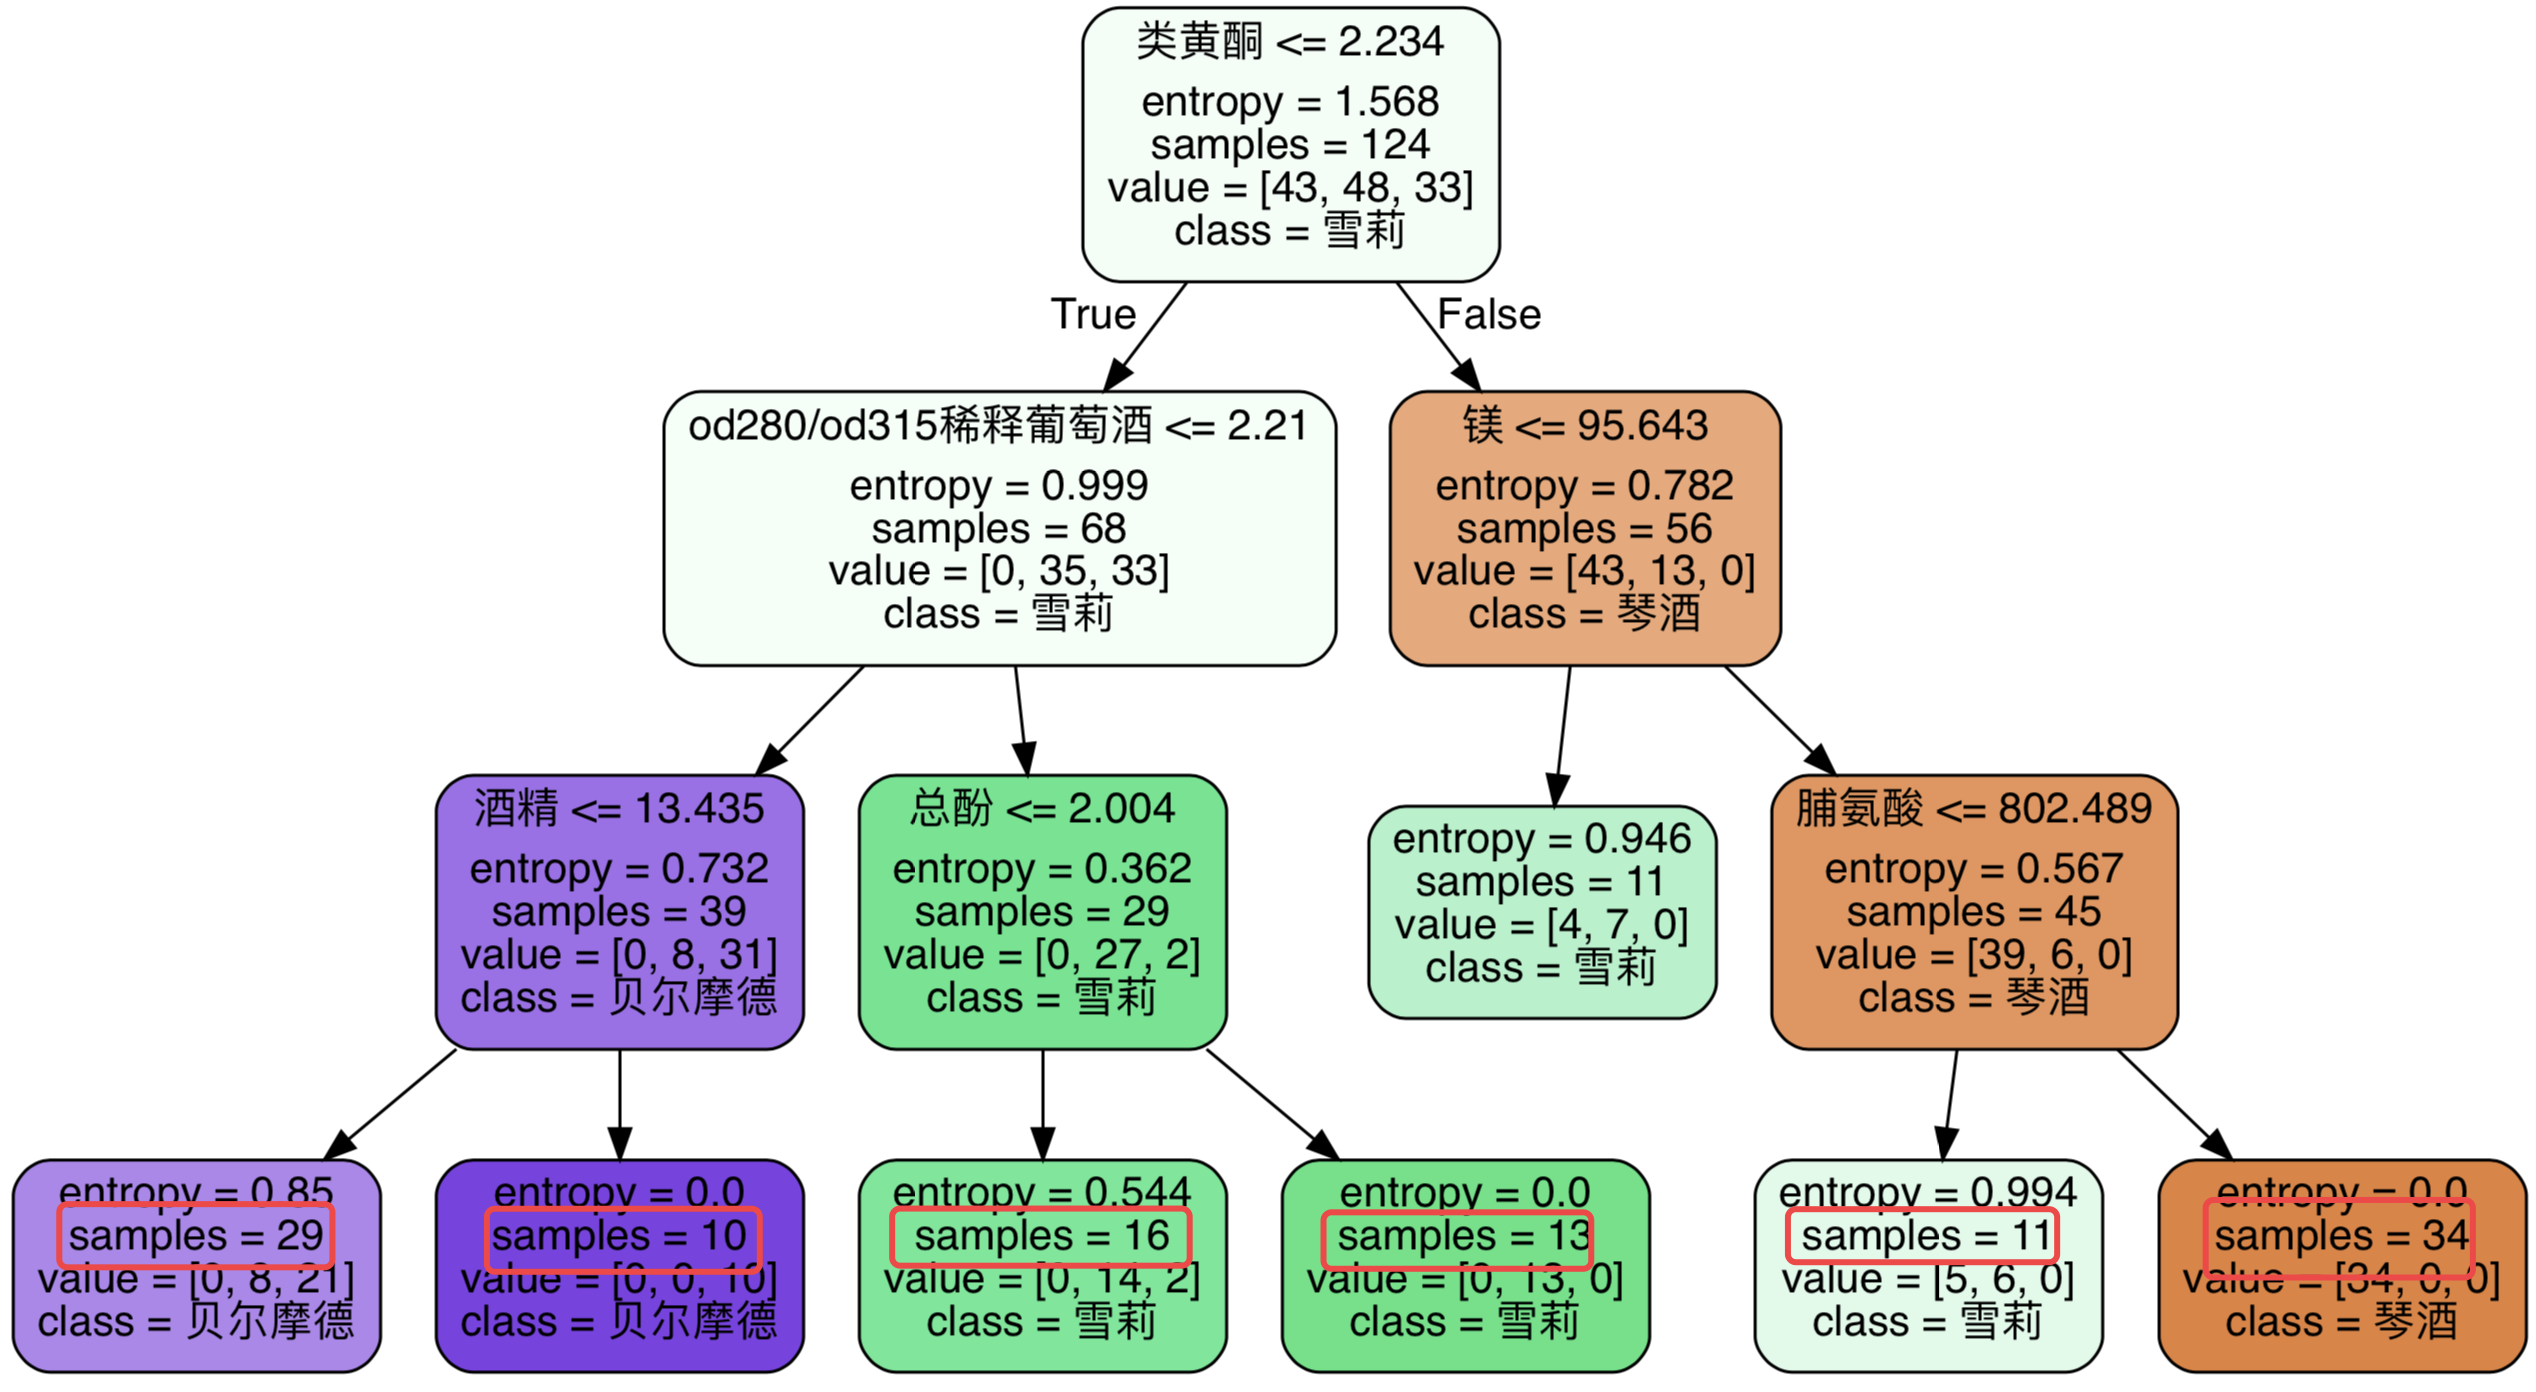 类黄酮 <= 2.234
entropy = 1.568
samples = 124
value = [43, 48, 33]
class = 雪莉
True
False
od280/od315稀释葡萄酒 <= 2.21
entropy = 0.999
samples = 68
value = [0, 35, 33]
class = 雪莉
镁 <= 95.643
entropy = 0.782
samples = 56
value = [43, 13, 0]
class = 琴酒
酒精 <= 13.435
entropy = 0.732
samples = 39
value = [0, 8, 31]
class = 贝尔摩德
总酚 <= 2.004
entropy = 0.362
samples = 29
value = [0, 27, 2]
class = 雪莉
entropy = 0.946
samples = 11
value = [4, 7, 0]
class = 雪莉
脯氨酸 <= 802.489
entropy = 0.567
samples = 45
value = [39, 6, 0]
class = 琴酒
entropy = 0.85
samples = 29
value = [0, 8, 21]
class = 贝尔摩德
entropy = 0.0
samples = 10
value = [0, 0, 10]
class = 贝尔摩德
entropy = 0.544
samples = 16
value = [0, 14, 2]
class = 雪莉
entropy = 0.0
samples = 13
value = [0, 13, 0]
class = 雪莉
entropy = 0.994
samples = 11
value = [5, 6, 0]
class = 雪莉
entropy = 0.0
samples = 34
value = [34, 0, 0]
class = 琴酒